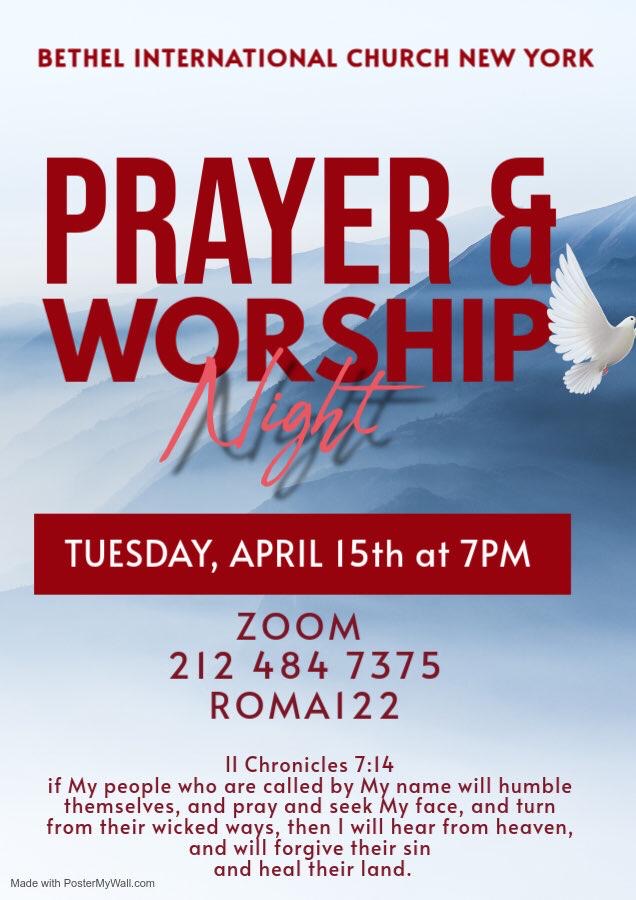 BETHEL INTERNATIONAL CHURCH NEW YORK
PRAYER &
WORSHIP
Night
TUESDAY, APRIL 15th at 7PM
ZOOM
212 484 7375
ROMA122
II Chronicles 7:14
if My people who are called by My name will humble
themselves, and pray and seek My face, and turn
from their wicked ways, then I will hear from heaven,
and will forgive their sin
and heal their land.
Made with PosterMyWall.com